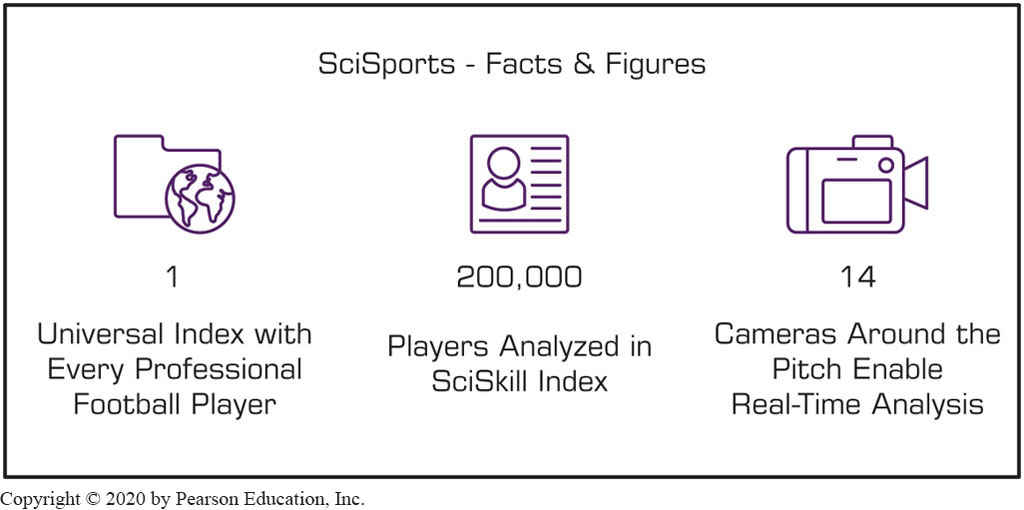 SciSports - Facts & Figures
1
Universal Index with
Every Professional
Football Player
200,000
Players Analyzed in
SciSkill Index
14
Cameras Around the
Pitch Enable
Real-Time Analysis
Copyright © 2020 by Pearson Education, Inc.